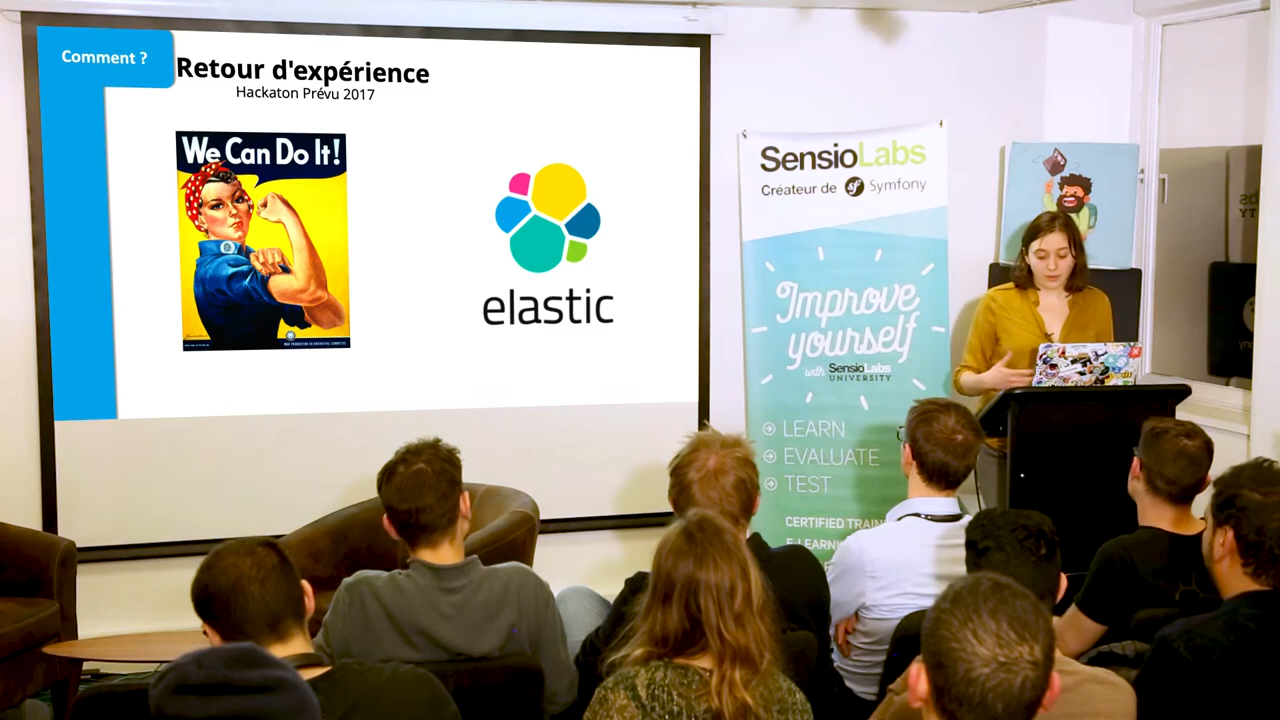 Comment ?
Retour d'expérience
Hackaton Prévu 2017
We Can Do It!
elastic
SensioLabs
Créateur de sf Symfony
Improve
yourself
with SensioLabs
UNIVERSITY
LEARN
EVALUATE
TEST
CERTIFIED